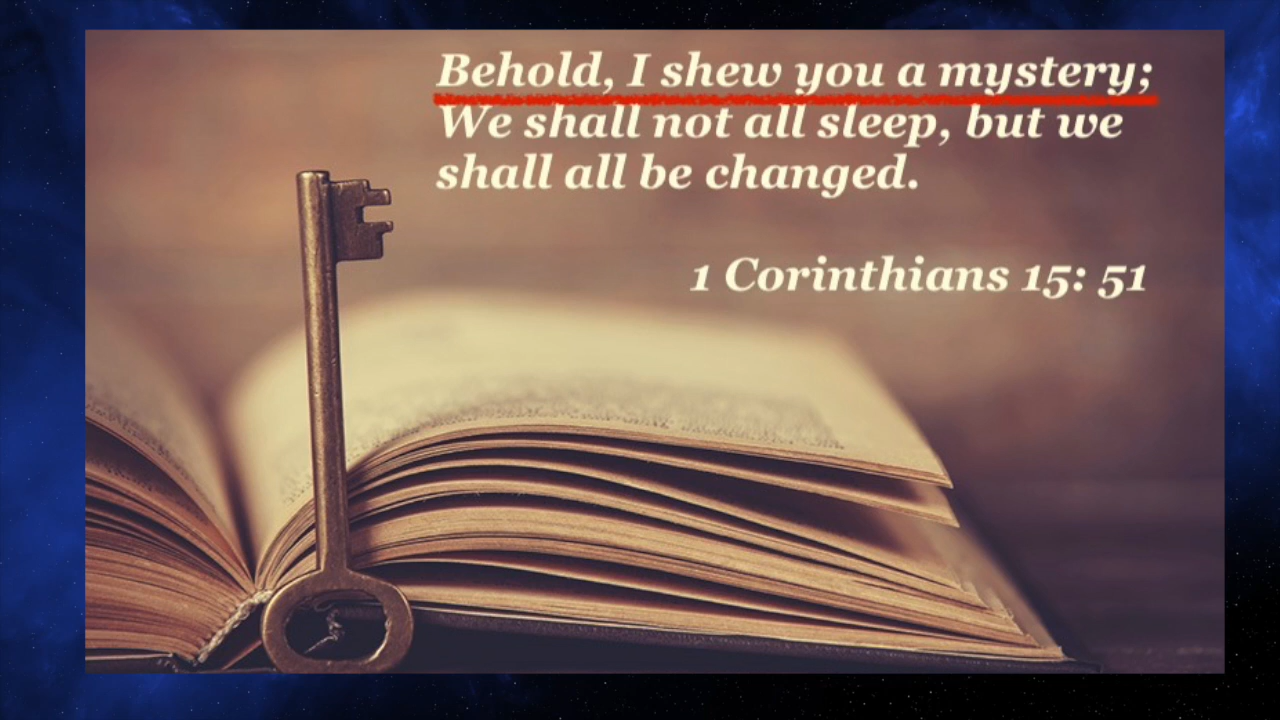 Behold, I shew you a mystery;
We shall not all sleep, but we
shall all be changed.
1 Corinthians 15: 51